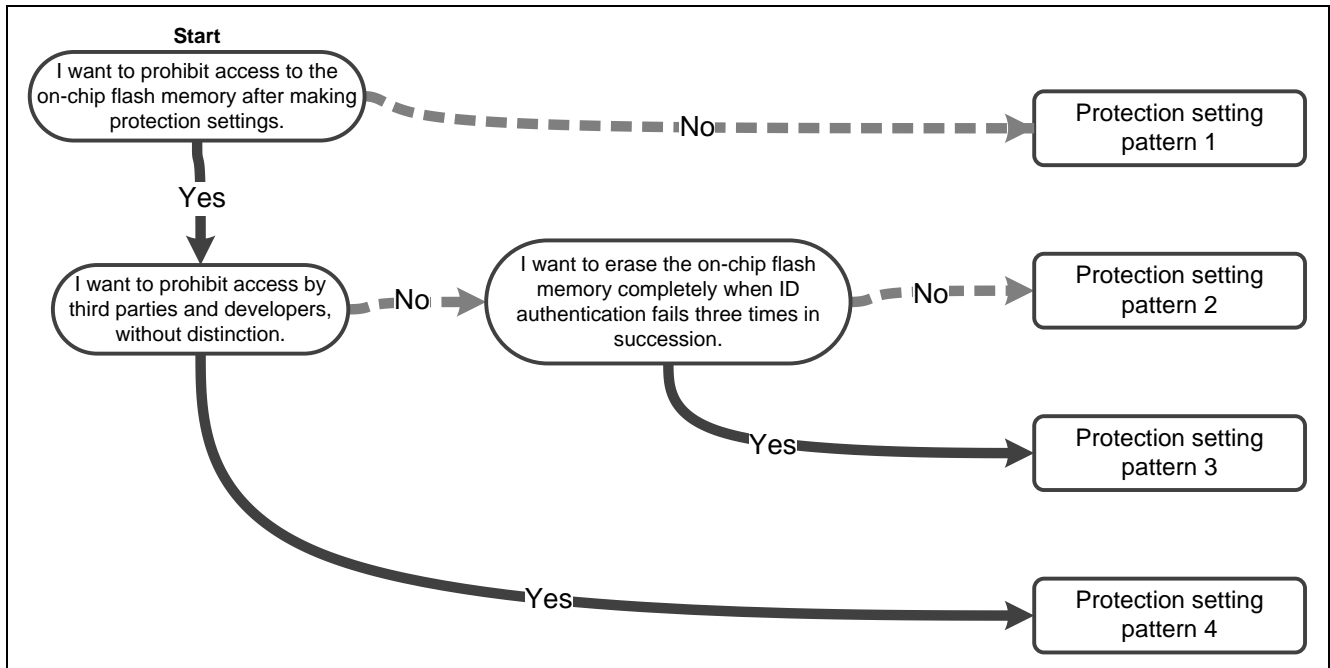 Start
I want to prohibit access to the
on-chip flash memory after making
protection settings.
No
Protection setting
pattern 1
Yes
I want to prohibit access by
third parties and developers,
without distinction.
No
I want to erase the on-chip flash
memory completely when ID
authentication fails three times in
succession.
No
Protection setting
pattern 2
Yes
Protection setting
pattern 3
Yes
Protection setting
pattern 4